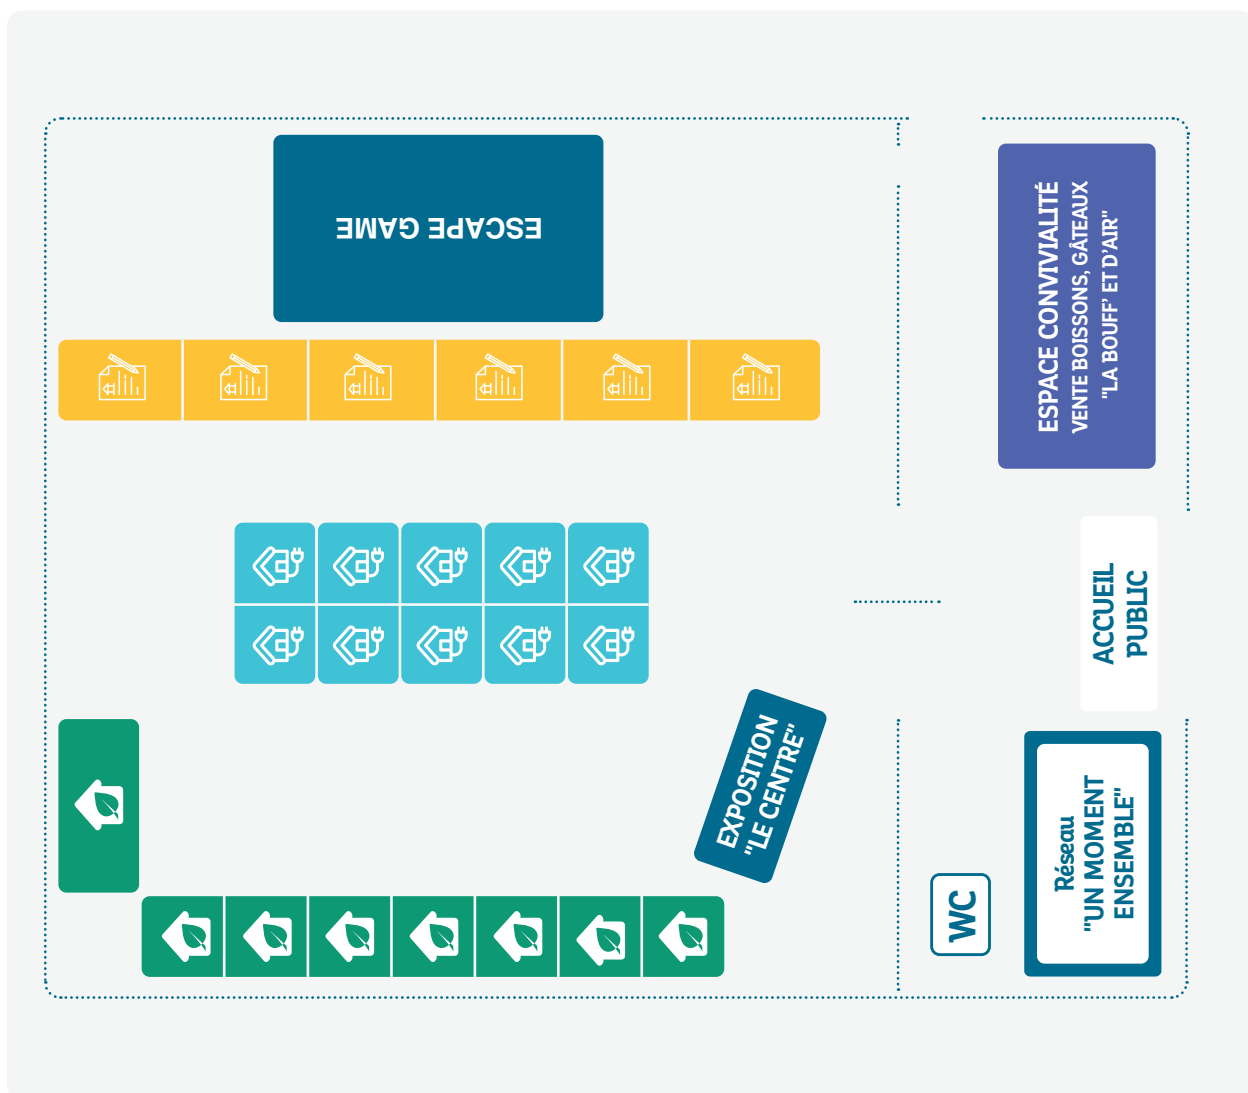 ESCAPE GAME
ESPACE CONVIVIALITÉ
VENTE BOISSONS, GÂTEAUX
"LA BOUFF' ET D'AIR"
ACCUEIL
PUBLIC
EXPOSITION
"LE CENTRE"
WC
Réseau
"UN MOMENT
ENSEMBLE"